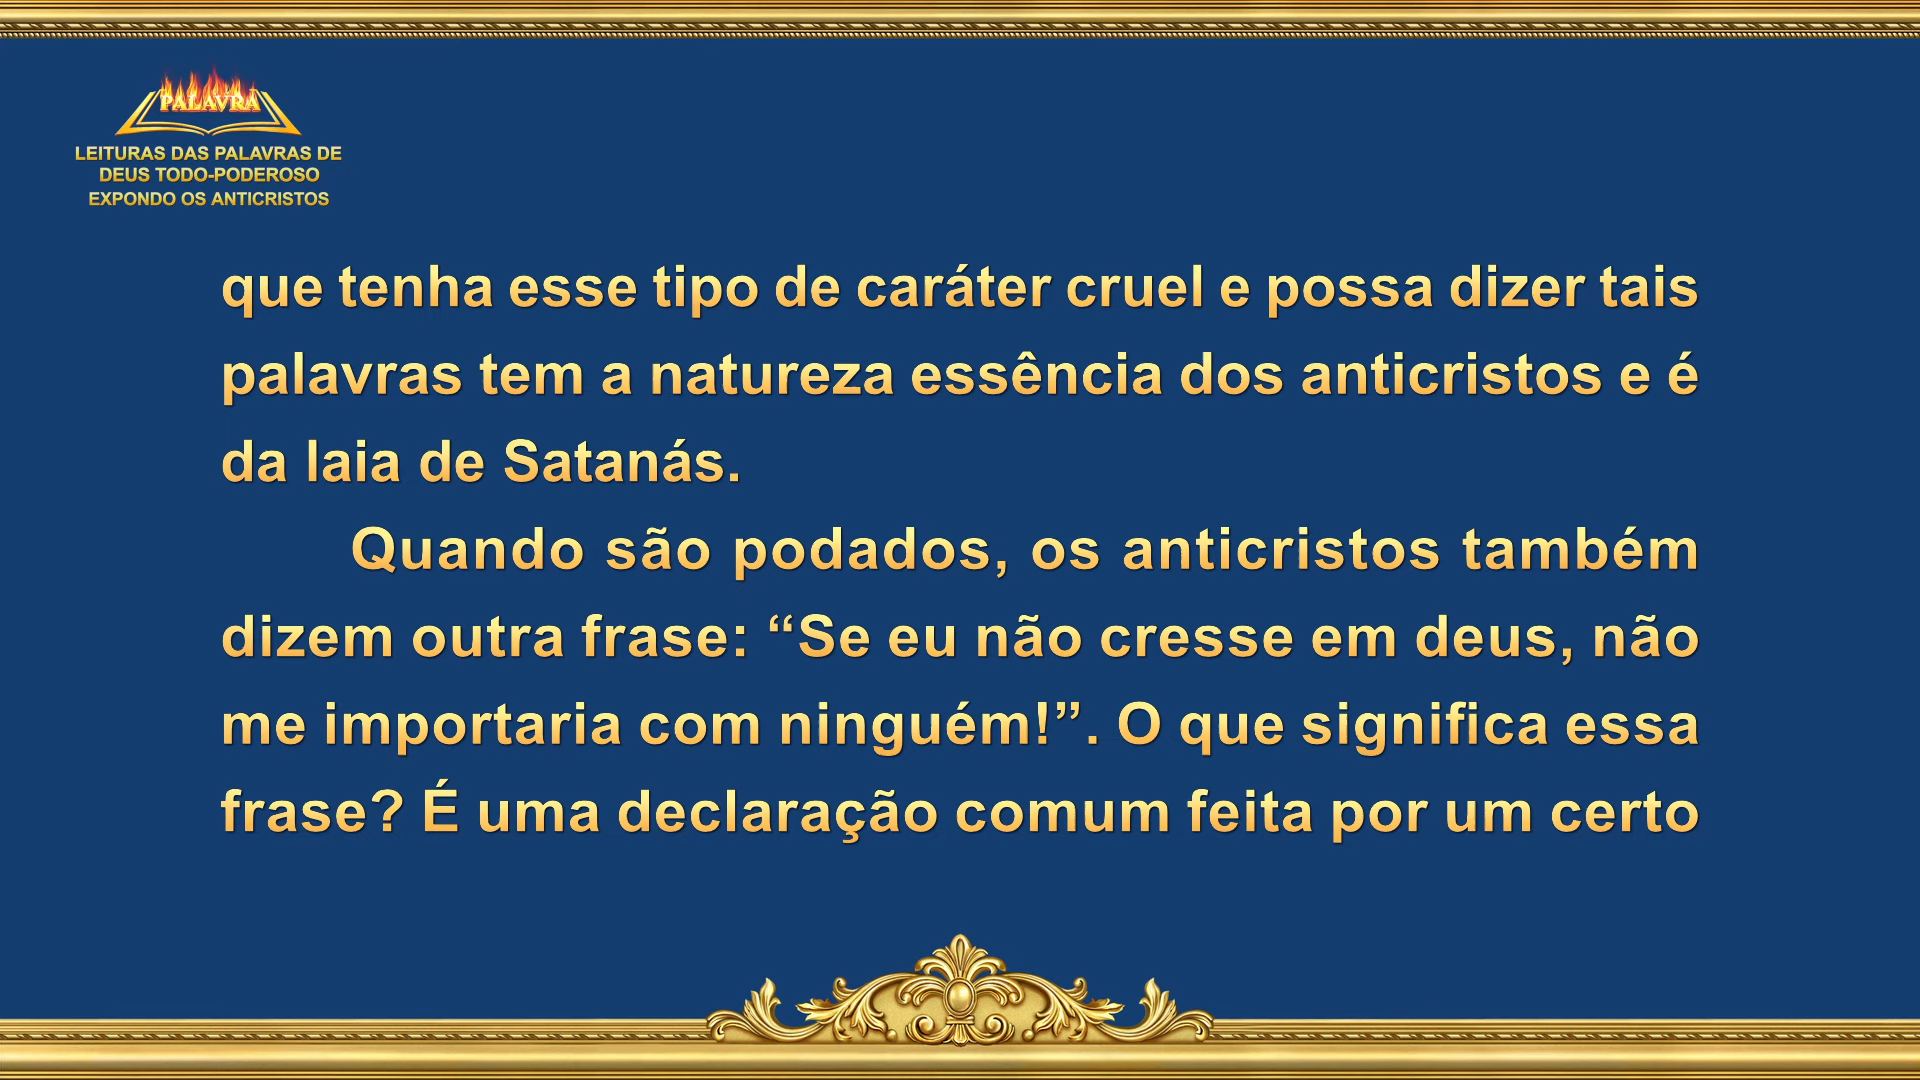 PALAVRA
LEITURAS DAS PALAVRAS DE
DEUS TODO-PODEROSO
EXPONDO OS ANTICRISTOS
que tenha esse tipo de caráter cruel e possa dizer tais
palavras tem a natureza essência dos anticristos e é
da laia de Satanás.
Quando são podados, os anticristos também
dizem outra frase: “Se eu não cresse em deus, não
me importaria com ninguém!”. O que significa essa
frase? É uma declaração comum feita por um certo